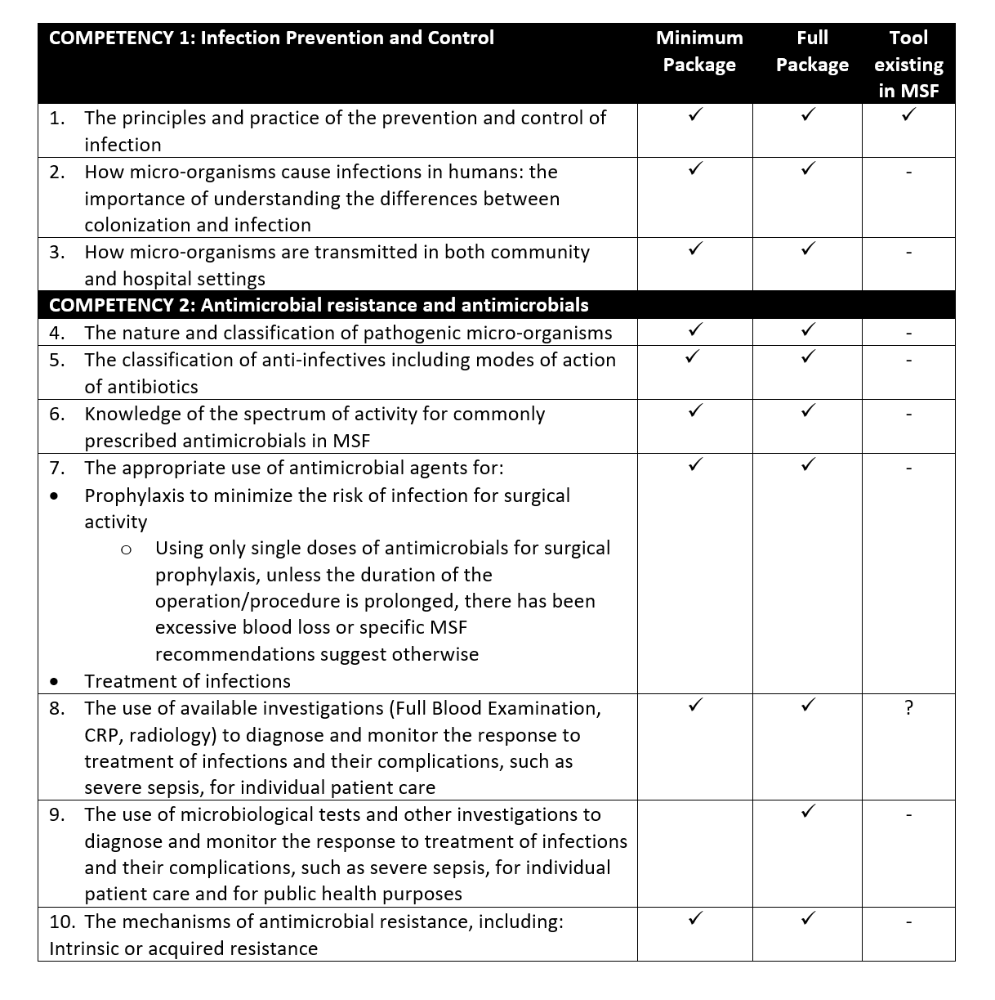 COMPETENCY 1: Infection Prevention and Control Minimum Package Full Package Tool existing in MSF
1. The principles and practice of the prevention and control of ✓ ✓ ✓
infection
2. How micro-organisms cause infections in humans: the ✓ ✓ -
importance of understanding the differences between
colonization and infection
3. How micro-organisms are transmitted in both community ✓ ✓ -
and hospital settings
COMPETENCY 2: Antimicrobial resistance and antimicrobials
4. The nature and classification of pathogenic micro-organisms ✓ ✓ -
5. The classification of anti-infectives including modes of action ✓ ✓ -
of antibiotics
6. Knowledge of the spectrum of activity for commonly ✓ ✓ -
prescribed antimicrobials in MSF
7. The appropriate use of antimicrobial agents for: ✓ ✓ -
• Prophylaxis to minimize the risk of infection for surgical
activity
o Using only single doses of antimicrobials for surgical
prophylaxis, unless the duration of the
operation/procedure is prolonged, there has been
excessive blood loss or specific MSF
recommendations suggest otherwise
• Treatment of infections
8. The use of available investigations (Full Blood Examination, ✓ ✓ ?
CRP, radiology) to diagnose and monitor the response to
treatment of infections and their complications, such as
severe sepsis, for individual patient care
9. The use of microbiological tests and other investigations to ✓ -
diagnose and monitor the response to treatment of infections
and their complications, such as severe sepsis, for individual
patient care and for public health purposes
10. The mechanisms of antimicrobial resistance, including: ✓ ✓ -
Intrinsic or acquired resistance